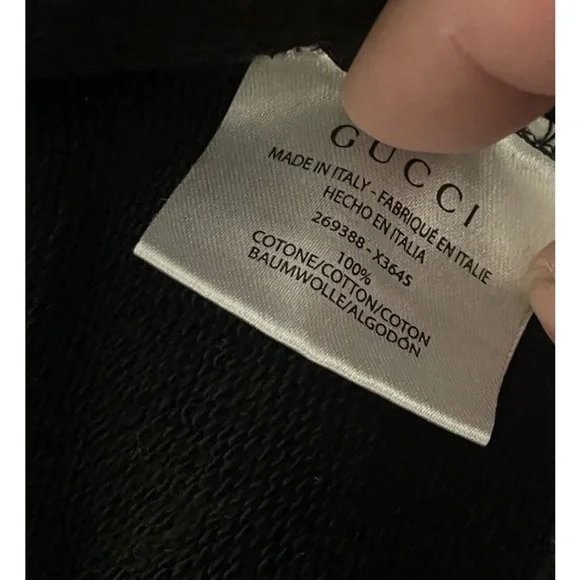 GUCCI
MADE IN ITALY - FABRIQUÉ EN ITALIE
HECHO EN ITALIA
269388 - X3645
100%
COTONE/COTTON/COTON
BAUMWOLLE/ALGODÓN